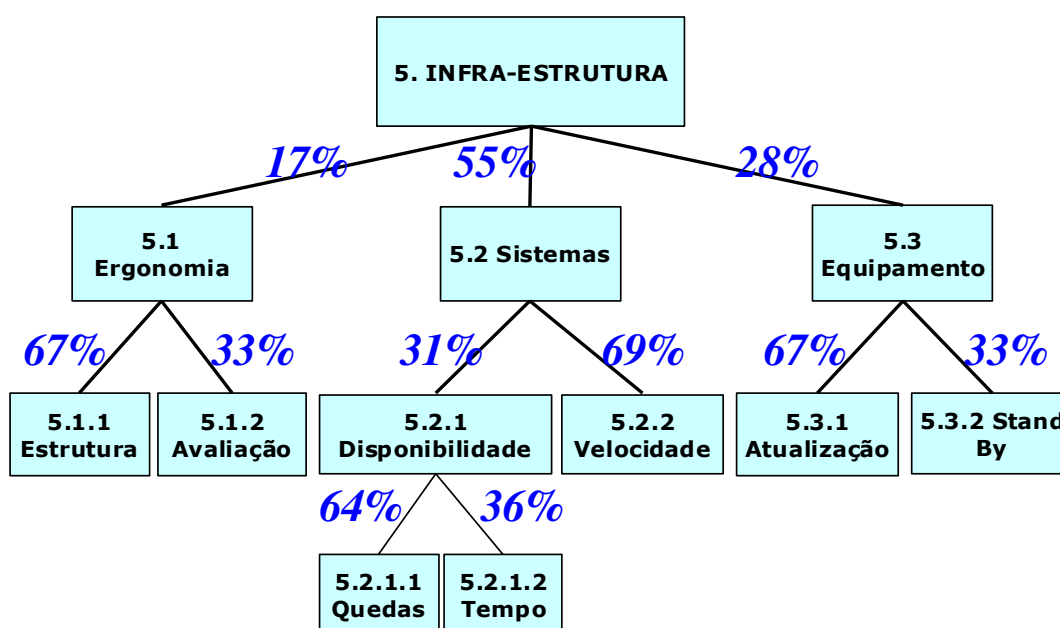 5. INFRA-ESTRUTURA
17%
55%
28%
5.1
Ergonomia
5.2 Sistemas
5.3
Equipamento
67%
33%
31%
69%
67%
33%
5.1.1
Estrutura
5.1.2
Avaliação
5.2.1
Disponibilidade
5.2.2
Velocidade
5.3.1
Atualização
5.3.2 Stand
By
64%
36%
5.2.1.1
Quedas
5.2.1.2
Tempo